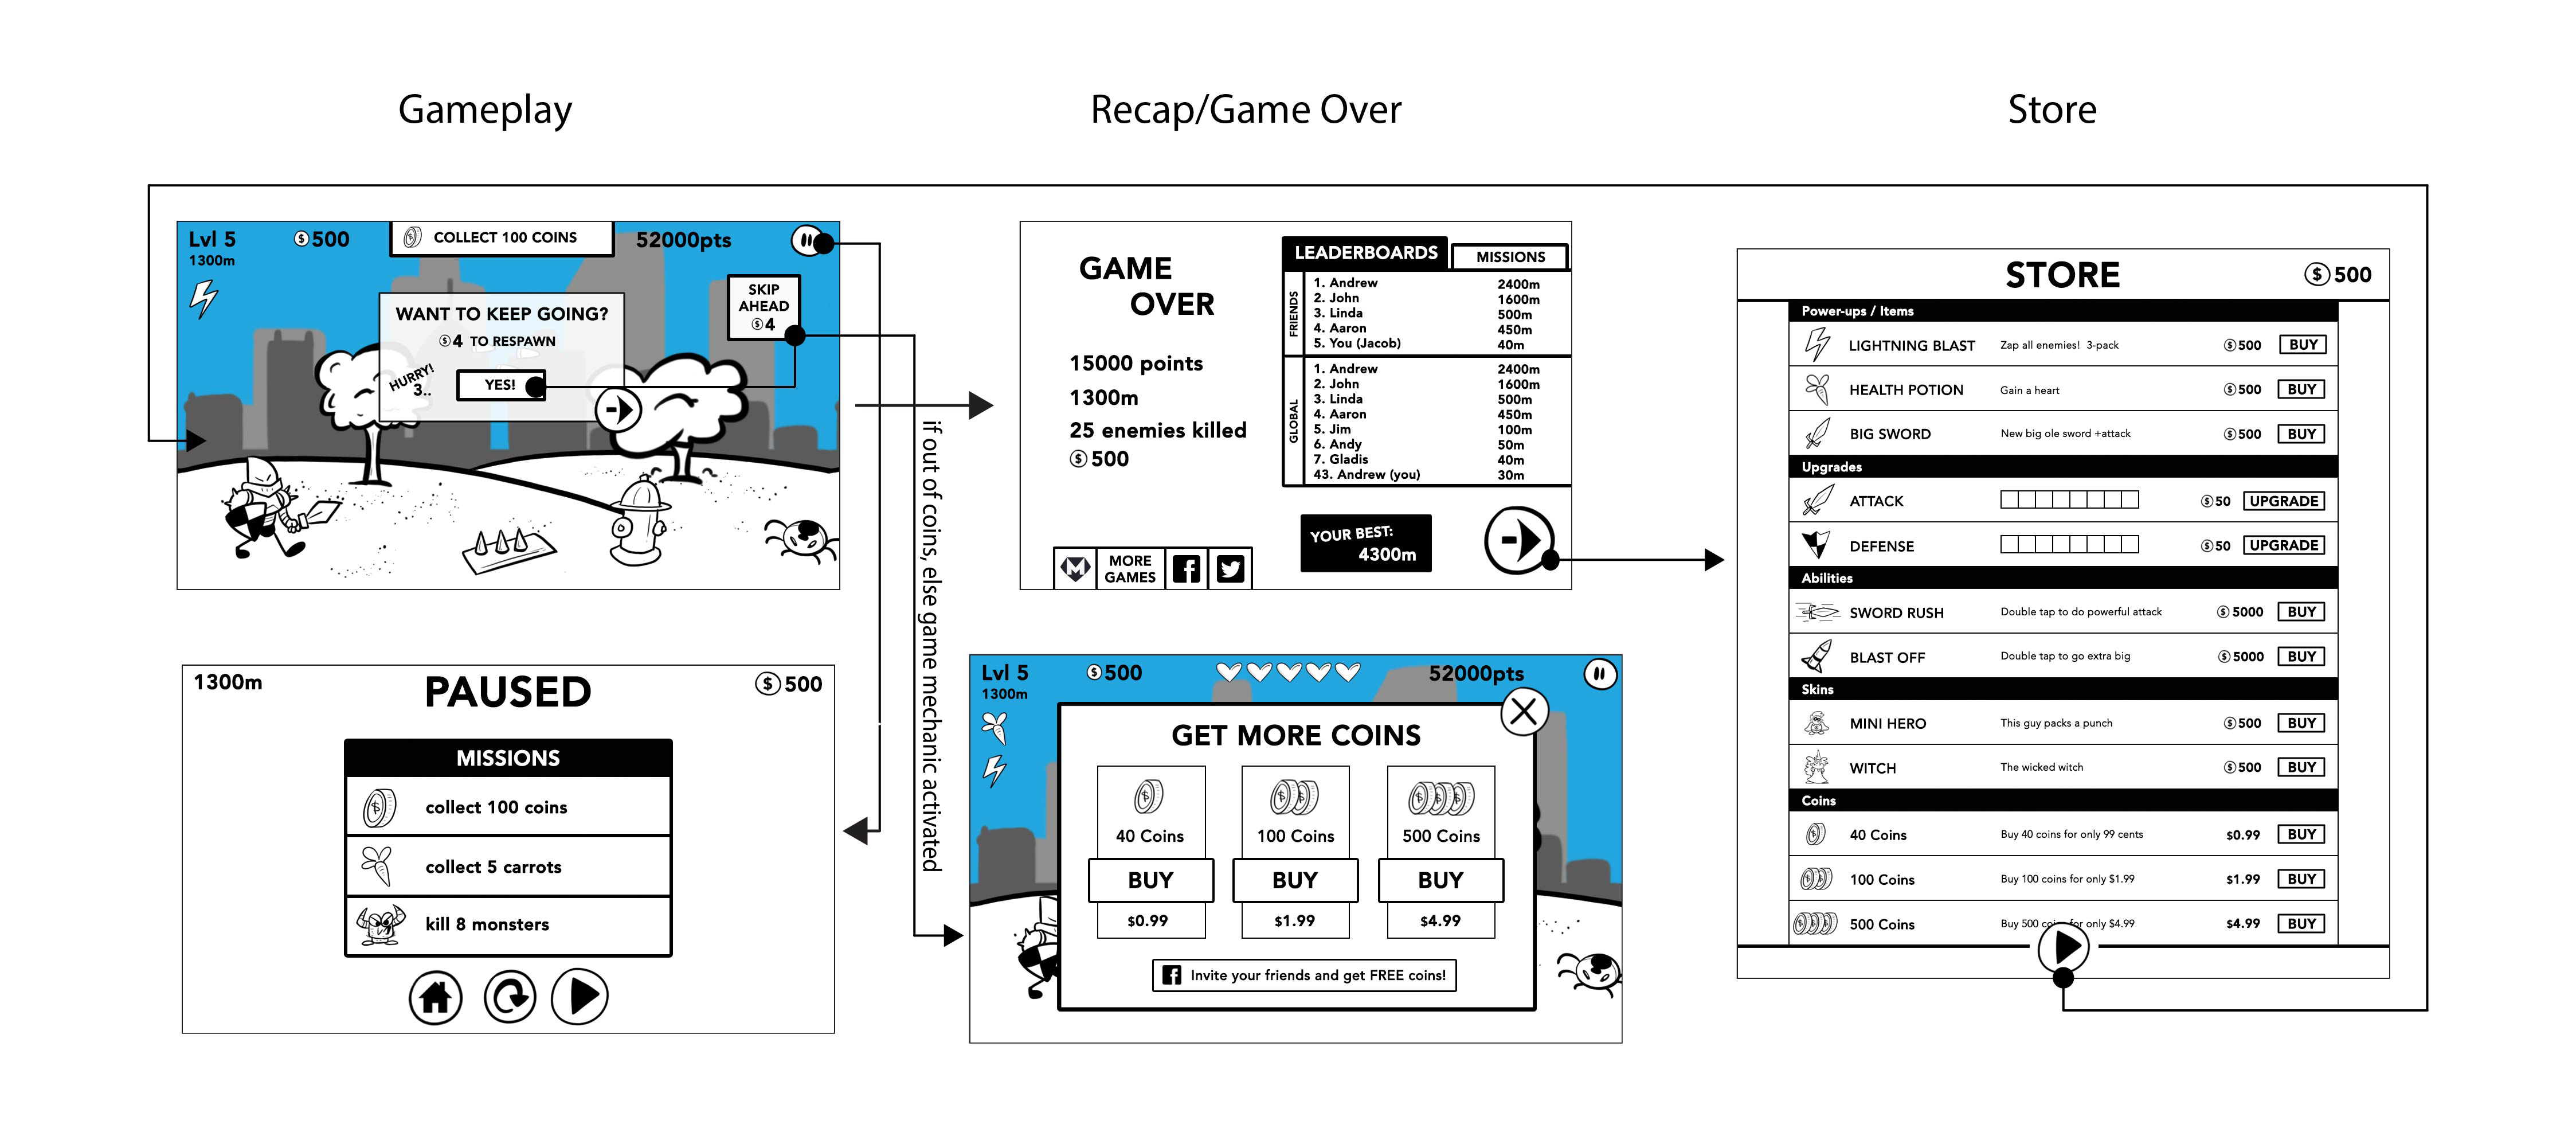 Gameplay
Recap/Game Over
Store
Lvl 5
1300m
$ 500
COLLECT 100 COINS
52000pts
SKIP
AHEAD
$ 4
WANT TO KEEP GOING?
$ 4 TO RESPAWN
HURRY!
3..
YES!
if out of coins, else game mechanic activated
1300m
PAUSED
$ 500
MISSIONS
collect 100 coins
collect 5 carrots
kill 8 monsters
GAME
OVER
15000 points
1300m
25 enemies killed
$ 500
MORE
GAMES
LEADERBOARDS
MISSIONS
FRIENDS
1. Andrew 2400m
2. John 1600m
3. Linda 500m
4. Aaron 450m
5. You (Jacob) 40m
GLOBAL
1. Andrew 2400m
2. John 1600m
3. Linda 500m
4. Aaron 450m
5. Jim 100m
6. Andy 50m
7. Gladis 40m
43. Andrew (you) 30m
YOUR BEST:
4300m
Lvl 5
1300m
$ 500
52000pts
GET MORE COINS
40 Coins
BUY
$0.99
100 Coins
BUY
$1.99
500 Coins
BUY
$4.99
Invite your friends and get FREE coins!
STORE
$ 500
Power-ups / Items
LIGHTNING BLAST Zap all enemies! 3-pack $ 500 BUY
HEALTH POTION Gain a heart $ 500 BUY
BIG SWORD New big ole sword +attack $ 500 BUY
Upgrades
ATTACK $ 50 UPGRADE
DEFENSE $ 50 UPGRADE
Abilities
SWORD RUSH Double tap to do powerful attack $ 5000 BUY
BLAST OFF Double tap to go extra big $ 5000 BUY
Skins
MINI HERO This guy packs a punch $ 500 BUY
WITCH The wicked witch $ 500 BUY
Coins
40 Coins Buy 40 coins for only 99 cents $0.99 BUY
100 Coins Buy 100 coins for only $1.99 $1.99 BUY
500 Coins Buy 500 coins for only $4.99 $4.99 BUY